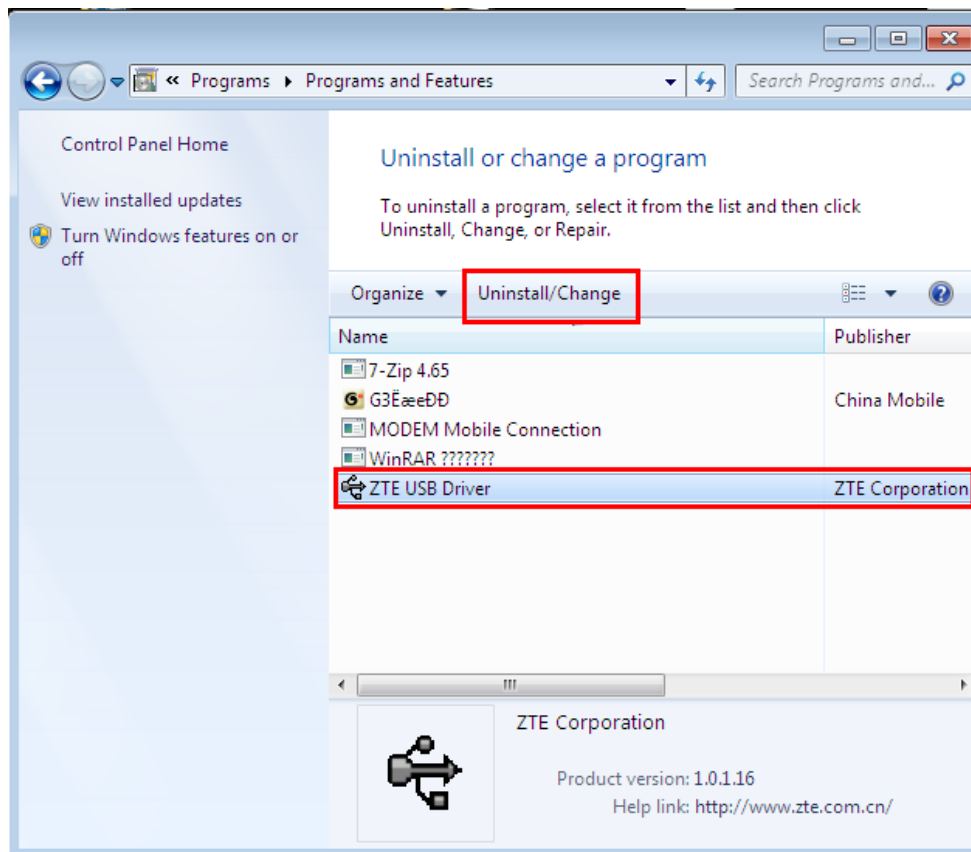 « Programs ▸ Programs and Features
Search Programs and...
Control Panel Home
View installed updates
Turn Windows features on or
off
Uninstall or change a program
To uninstall a program, select it from the list and then click
Uninstall, Change, or Repair.
Organize Uninstall/Change
Name Publisher
7-Zip 4.65
G3ËæeÐÐ China Mobile
MODEM Mobile Connection
WinRAR ???????
ZTE USB Driver ZTE Corporation
ZTE Corporation
Product version: 1.0.1.16
Help link: http://www.zte.com.cn/